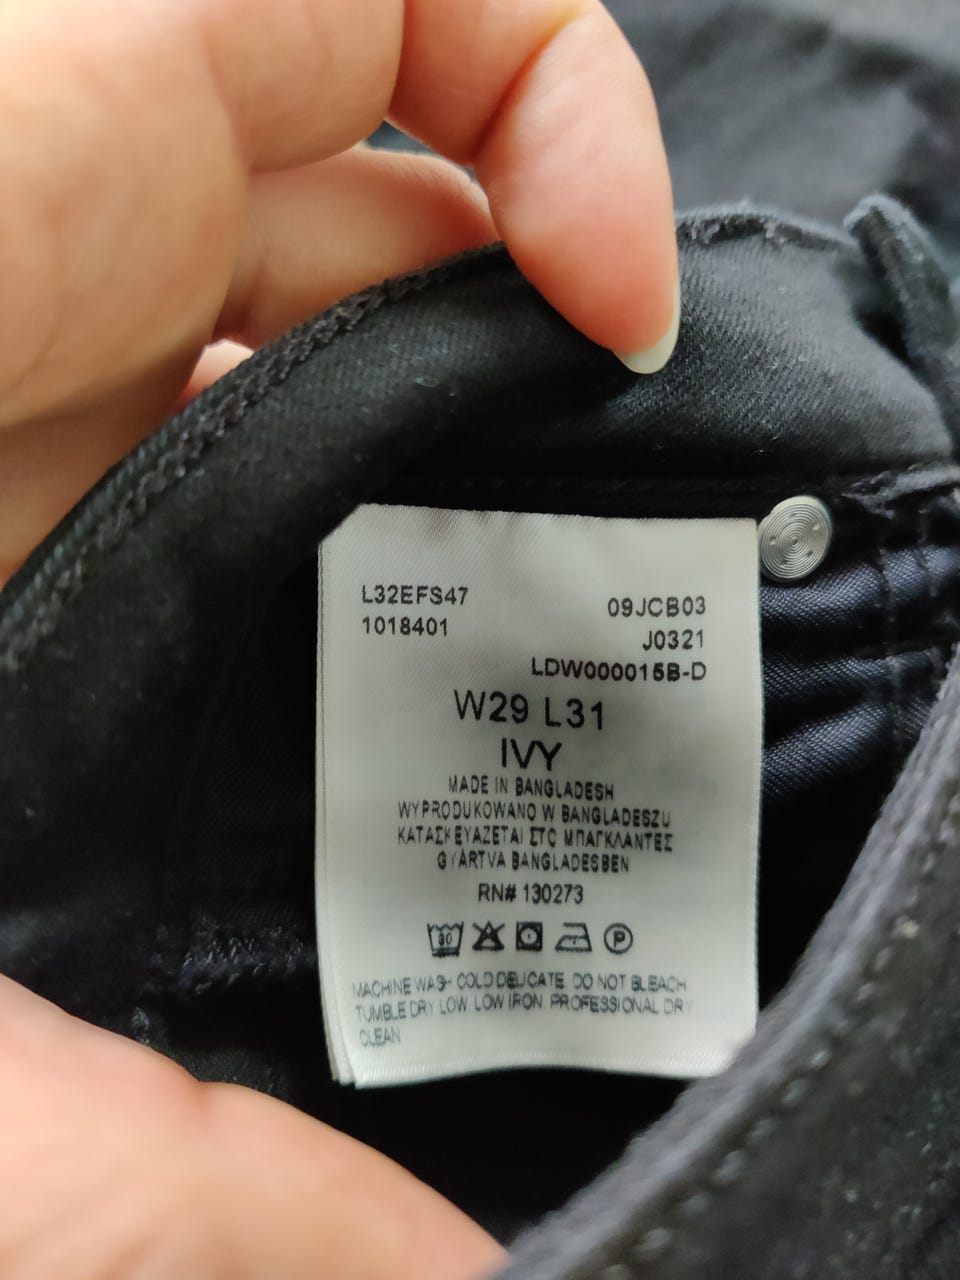 L32EFS47
09JCB03
1018401
J0321
LDW000015B-D
W29 L31
IVY
MADE IN BANGLADESH
WYPRODUKOWANO W BANGLADESZU
ΚΑΤΑΣΚΕΥΑΖΕΤΑΙ ΣΤΟ ΜΠΑΓΚΛΑΝΤΕΣ
GYÁRTVA BANGLADESBEN
RN# 130273
30
P
MACHINE WASH COLD DELICATE DO NOT BLEACH
TUMBLE DRY LOW LOW IRON PROFESSIONAL DRY
CLEAN